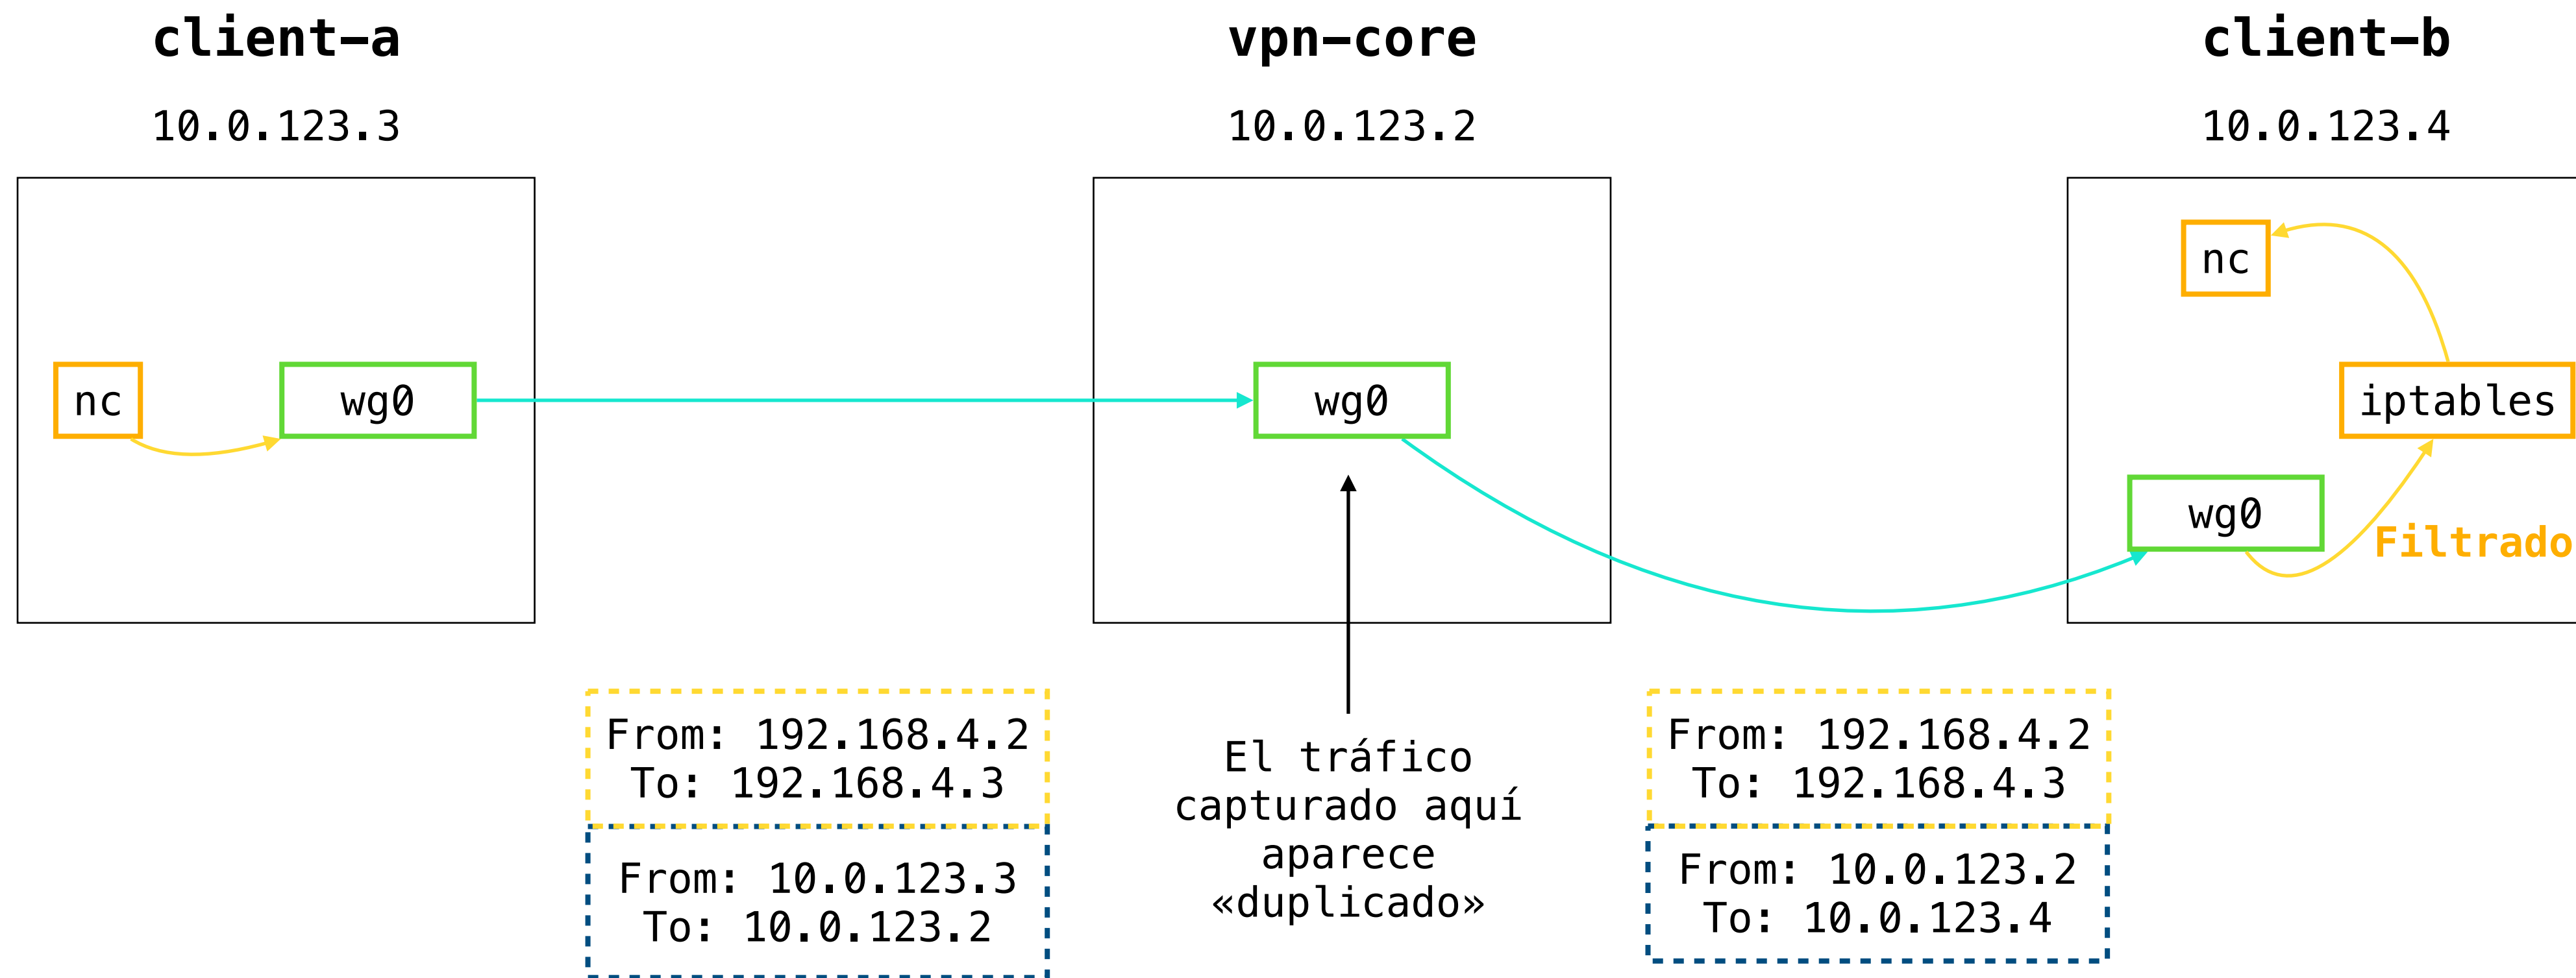 client-a
10.0.123.3
nc
wg0
vpn-core
10.0.123.2
wg0
client-b
10.0.123.4
nc
iptables
wg0
Filtrado
From: 192.168.4.2
To: 192.168.4.3
From: 10.0.123.3
To: 10.0.123.2
El tráfico
capturado aquí
aparece
«duplicado»
From: 192.168.4.2
To: 192.168.4.3
From: 10.0.123.2
To: 10.0.123.4